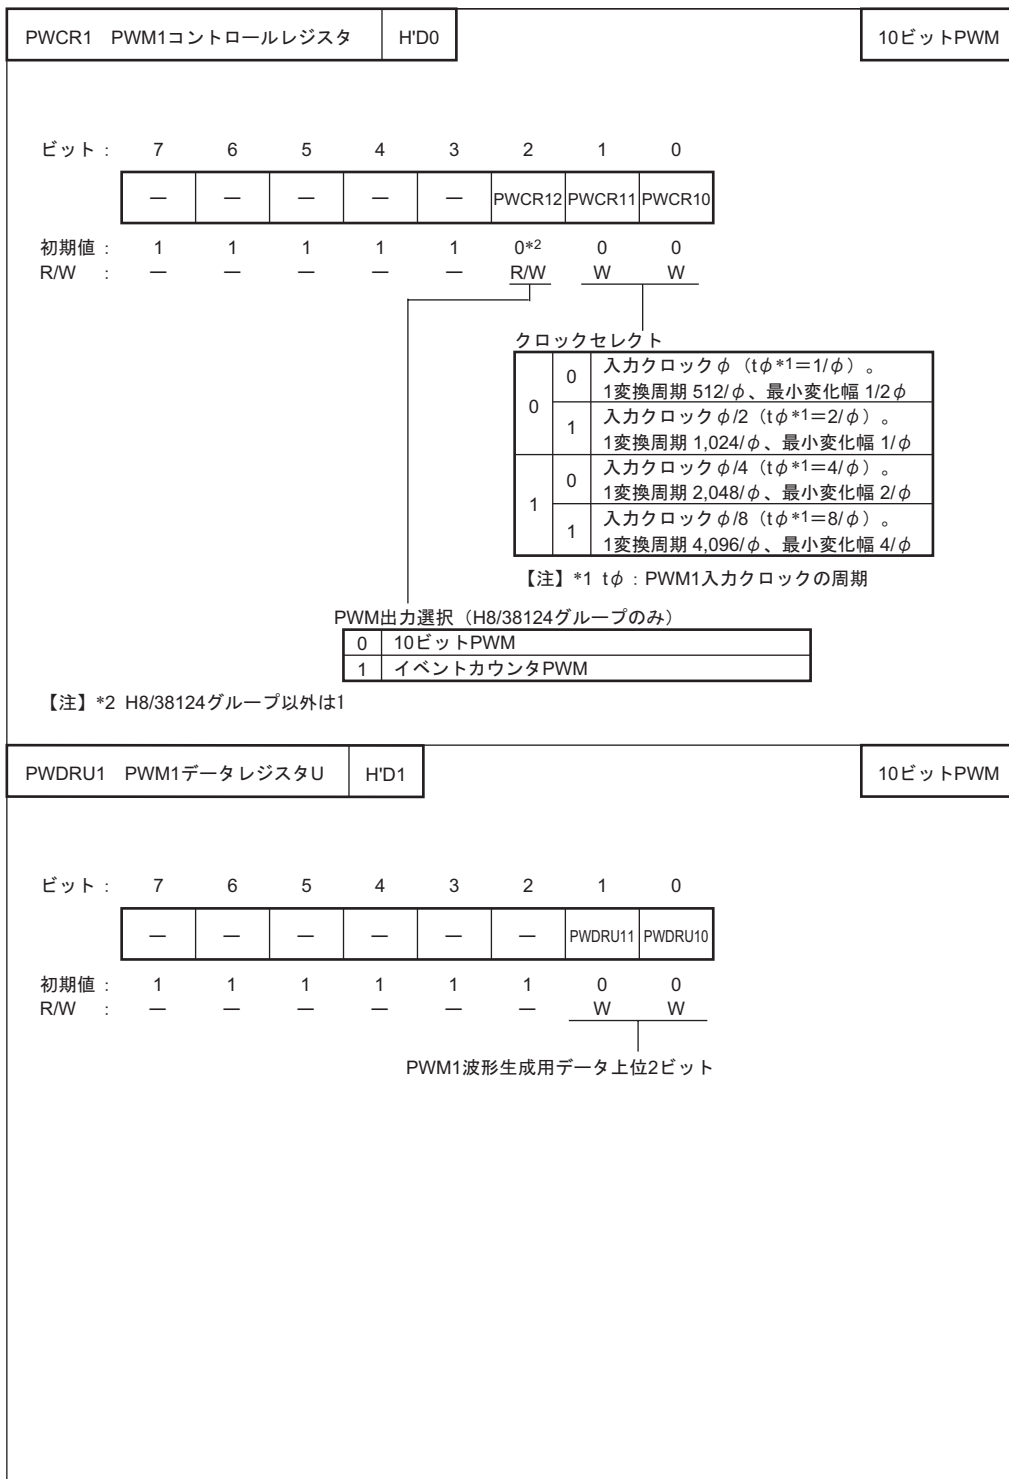 PWCR1 PWM1コントロールレジスタ H'D0 10ビットPWM
ビット : 7 6 5 4 3 2 1 0
― ― ― ― ― PWCR12 PWCR11 PWCR10
初期値 : 1 1 1 1 1 0*2 0 0
R/W : ― ― ― ― ― R/W W W
クロックセレクト
0 0 入力クロックφ（tφ*1＝1/φ）。
1変換周期 512/φ、最小変化幅 1/2φ
1 入力クロックφ/2（tφ*1＝2/φ）。
1変換周期 1,024/φ、最小変化幅 1/φ
1 0 入力クロックφ/4（tφ*1＝4/φ）。
1変換周期 2,048/φ、最小変化幅 2/φ
1 入力クロックφ/8（tφ*1＝8/φ）。
1変換周期 4,096/φ、最小変化幅 4/φ
【注】*1 tφ : PWM1入力クロックの周期
PWM出力選択（H8/38124グループのみ）
0 10ビットPWM
1 イベントカウンタPWM
【注】*2 H8/38124グループ以外は1
PWDRU1 PWM1データレジスタU H'D1 10ビットPWM
ビット : 7 6 5 4 3 2 1 0
― ― ― ― ― ― PWDRU11 PWDRU10
初期値 : 1 1 1 1 1 1 0 0
R/W : ― ― ― ― ― ― W W
PWM1波形生成用データ上位2ビット